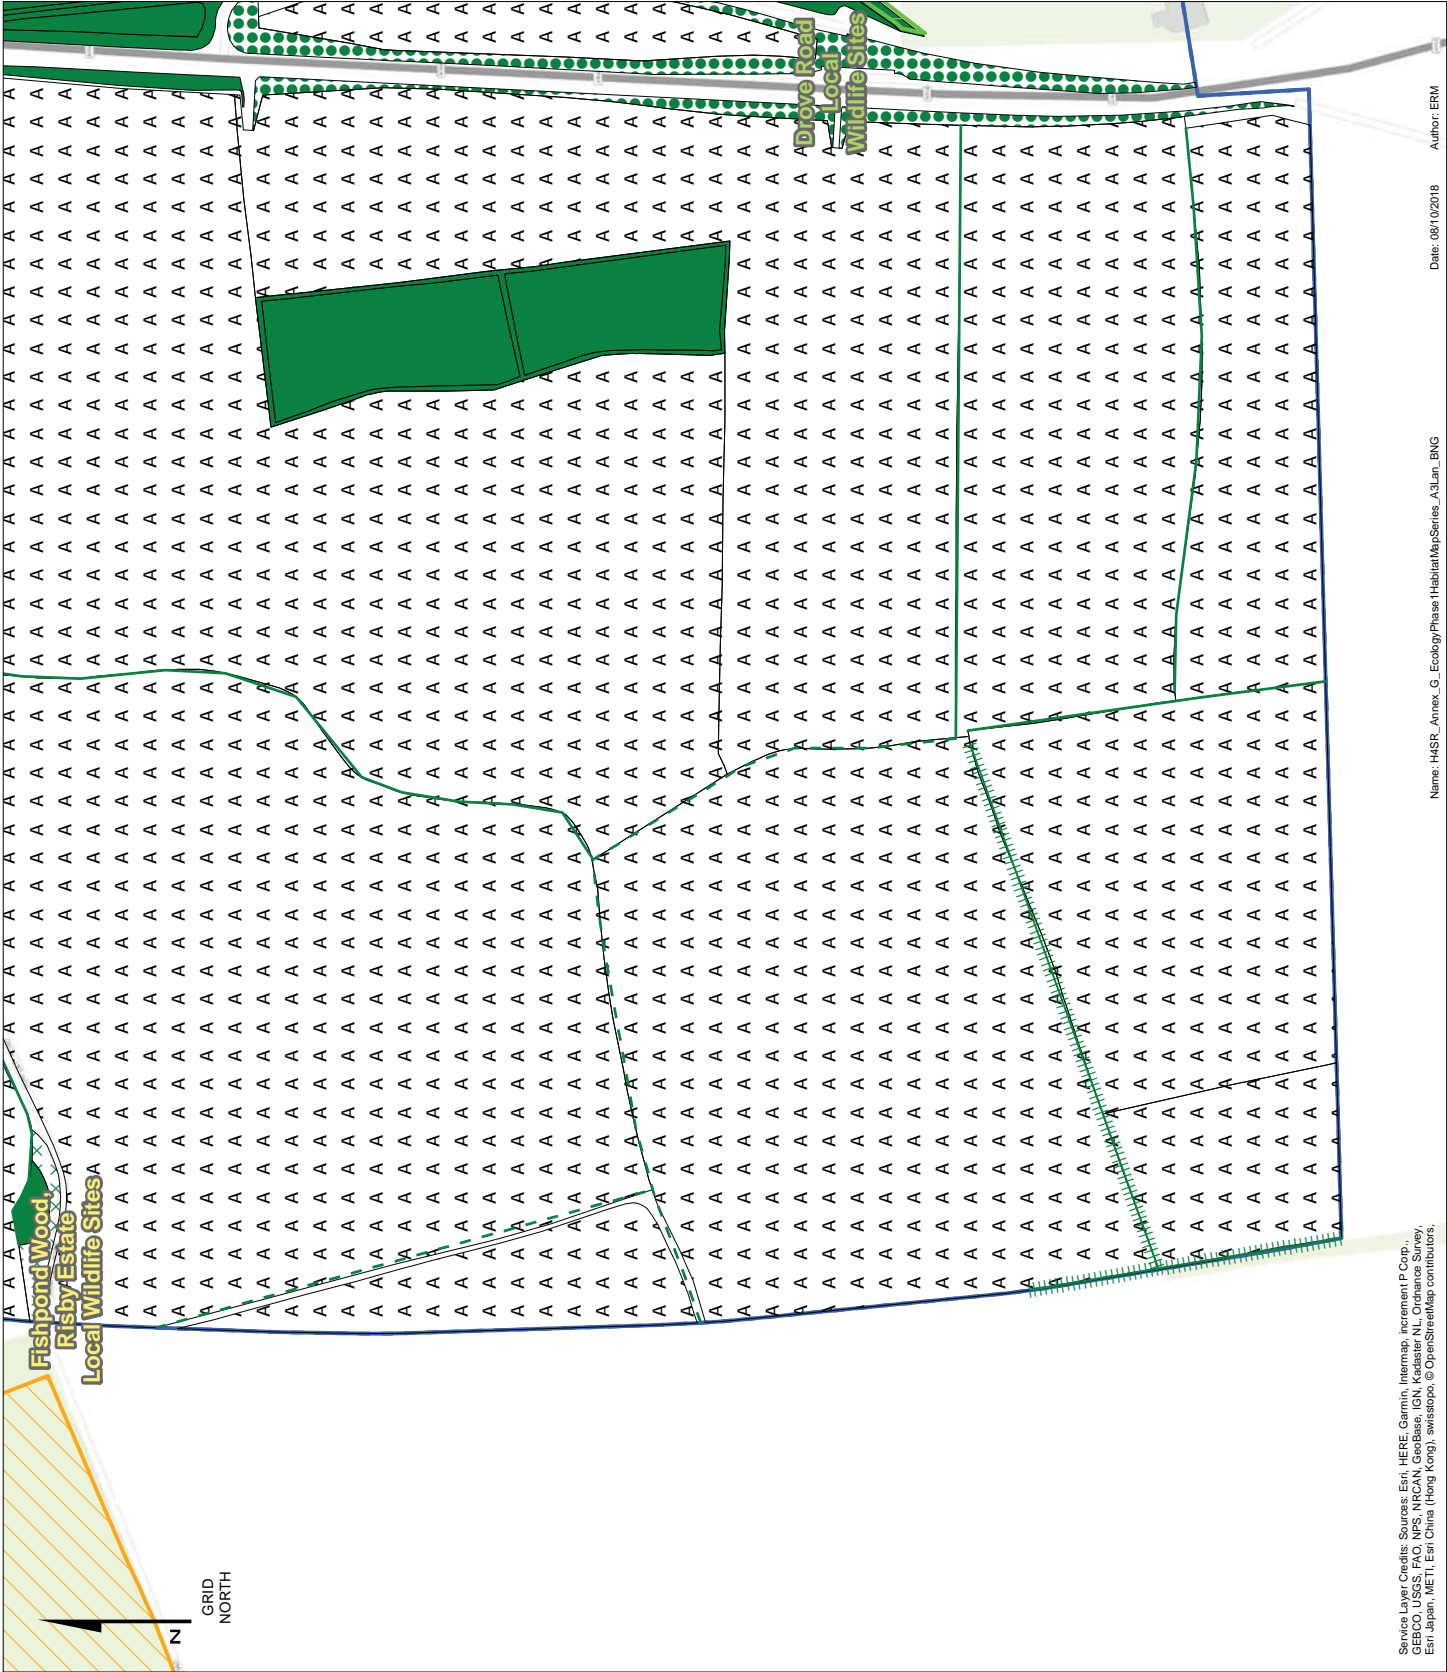 Fishpond Wood,
Risby Estate
Local Wildlife Sites
Drove Road
Local
Wildlife Sites
N
GRID
NORTH
Service Layer Credits: Sources: Esri, HERE, Garmin, Intermap, increment P Corp.,
GEBCO, USGS, FAO, NPS, NRCAN, GeoBase, IGN, Kadaster NL, Ordnance Survey,
Esri Japan, METI, Esri China (Hong Kong), swisstopo, © OpenStreetMap contributors,
Name: H4SR_Annex_G_EcologyPhase1HabitatMapSeries_A3Lan_BNG
Date: 08/10/2018
Author: ERM